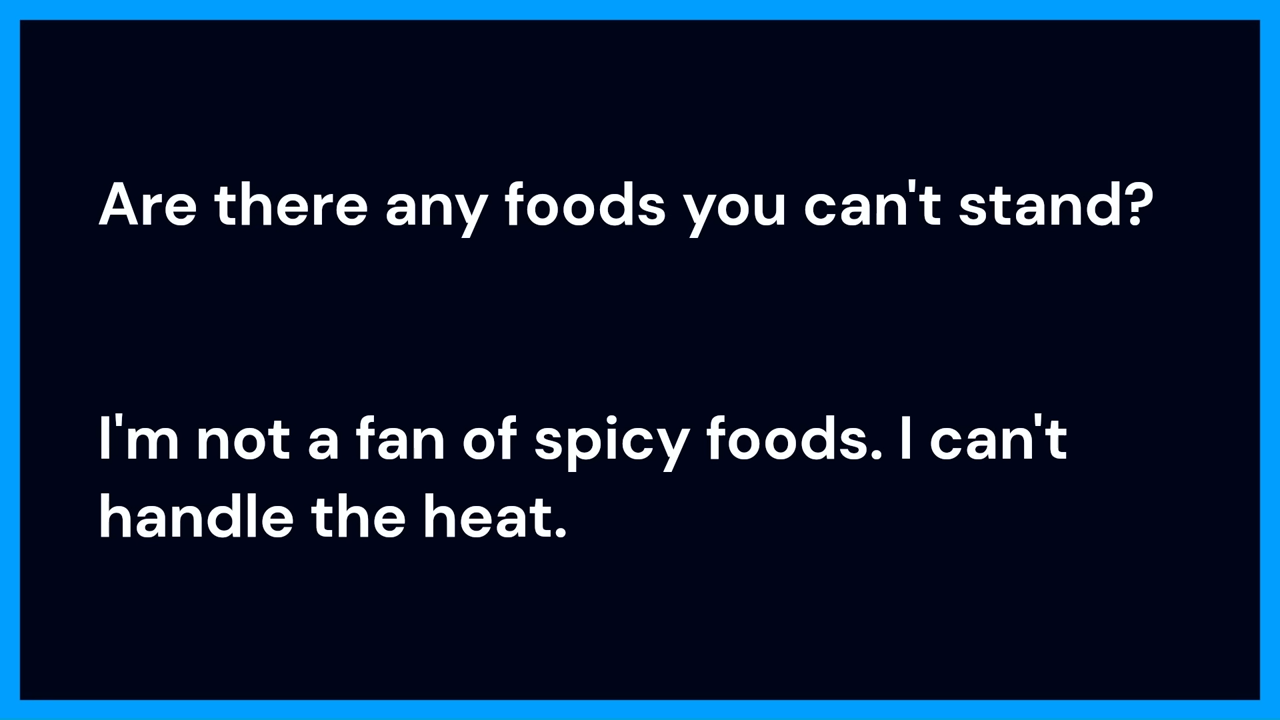 Are there any foods you can't stand?
I'm not a fan of spicy foods. I can't
handle the heat.